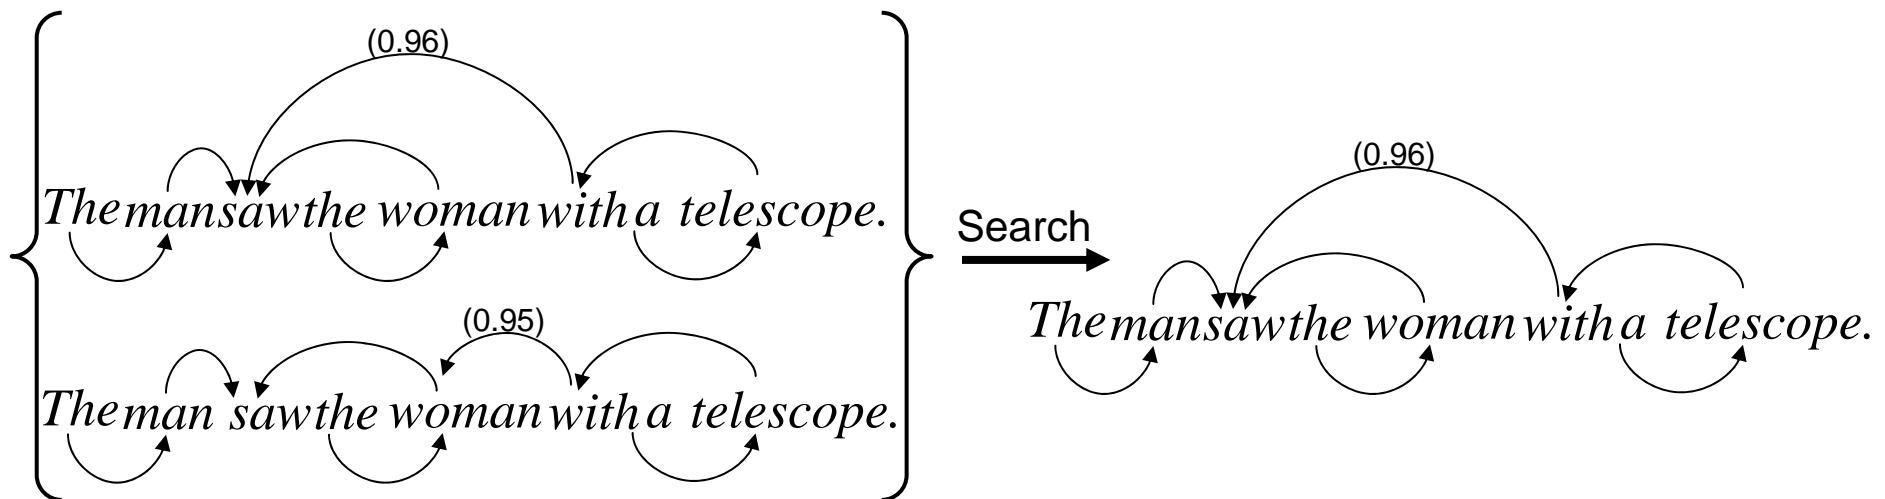 (0.96)
The man saw the woman with a telescope.
(0.95)
The man saw the woman with a telescope.
Search
(0.96)
The man saw the woman with a telescope.